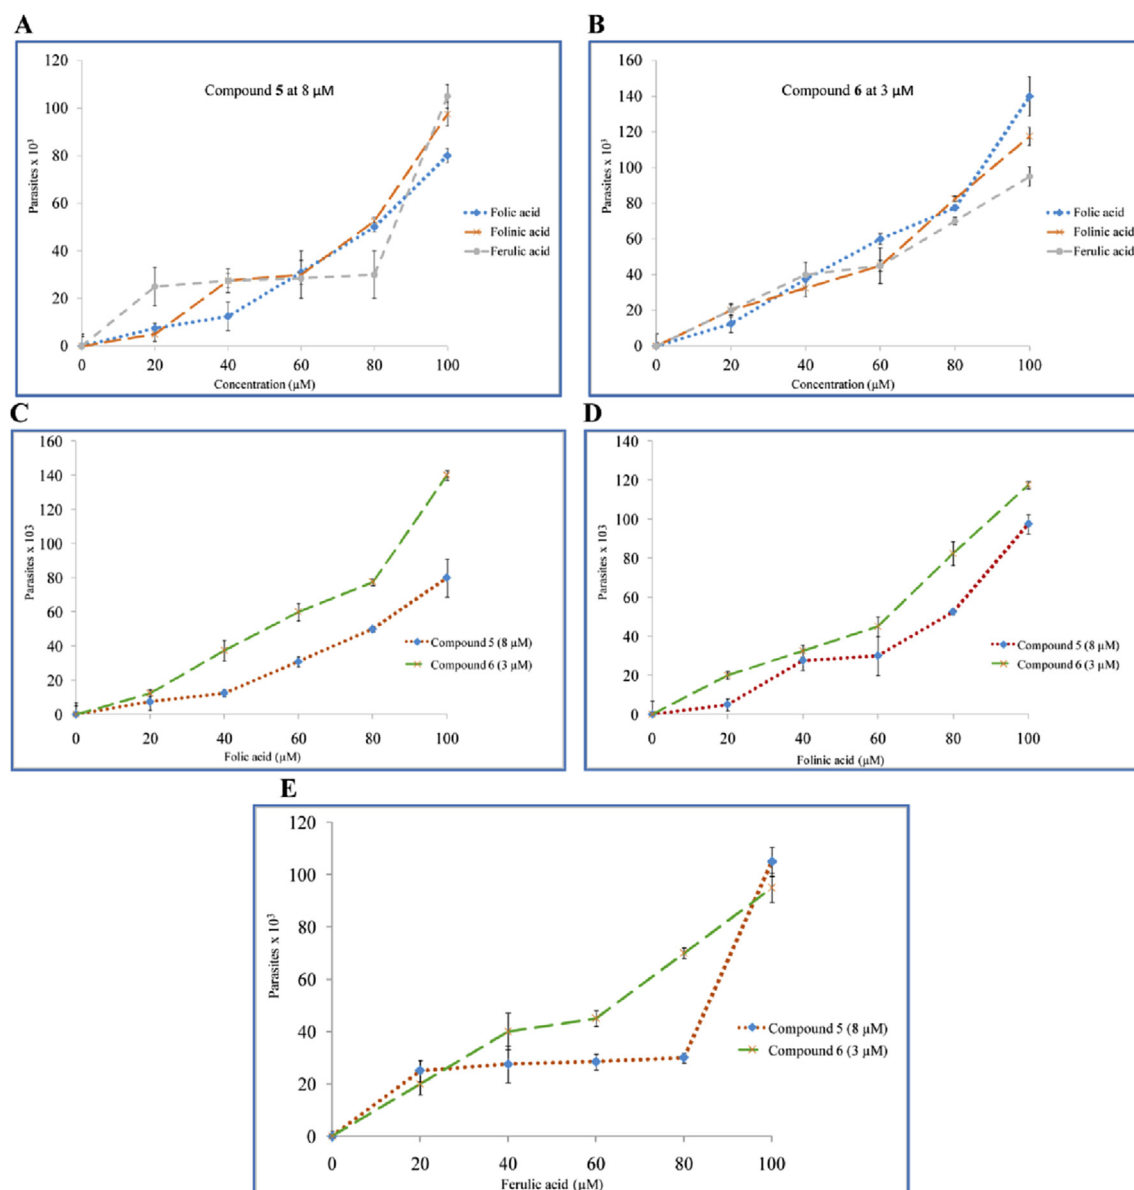 A
Compound 5 at 8 µM
Parasites x 10³
120
100
80
60
40
20
0
0 20 40 60 80 100
Concentration (µM)
Folic acid
Folinic acid
Ferulic acid
B
Compound 6 at 3 µM
Parasites x 10³
160
140
120
100
80
60
40
20
0
0 20 40 60 80 100
Concentration (µM)
Folic acid
Folinic acid
Ferulic acid
C
Parasites x 103
160
140
120
100
80
60
40
20
0
0 20 40 60 80 100
Folic acid (µM)
Compound 5 (8 µM)
Compound 6 (3 µM)
D
Parasites x 103
140
120
100
80
60
40
20
0
0 20 40 60 80 100
Folinic acid (µM)
Compound 5 (8 µM)
Compound 6 (3 µM)
E
Parasites x 10³
120
100
80
60
40
20
0
0 20 40 60 80 100
Ferulic acid (µM)
Compound 5 (8 µM)
Compound 6 (3 µM)